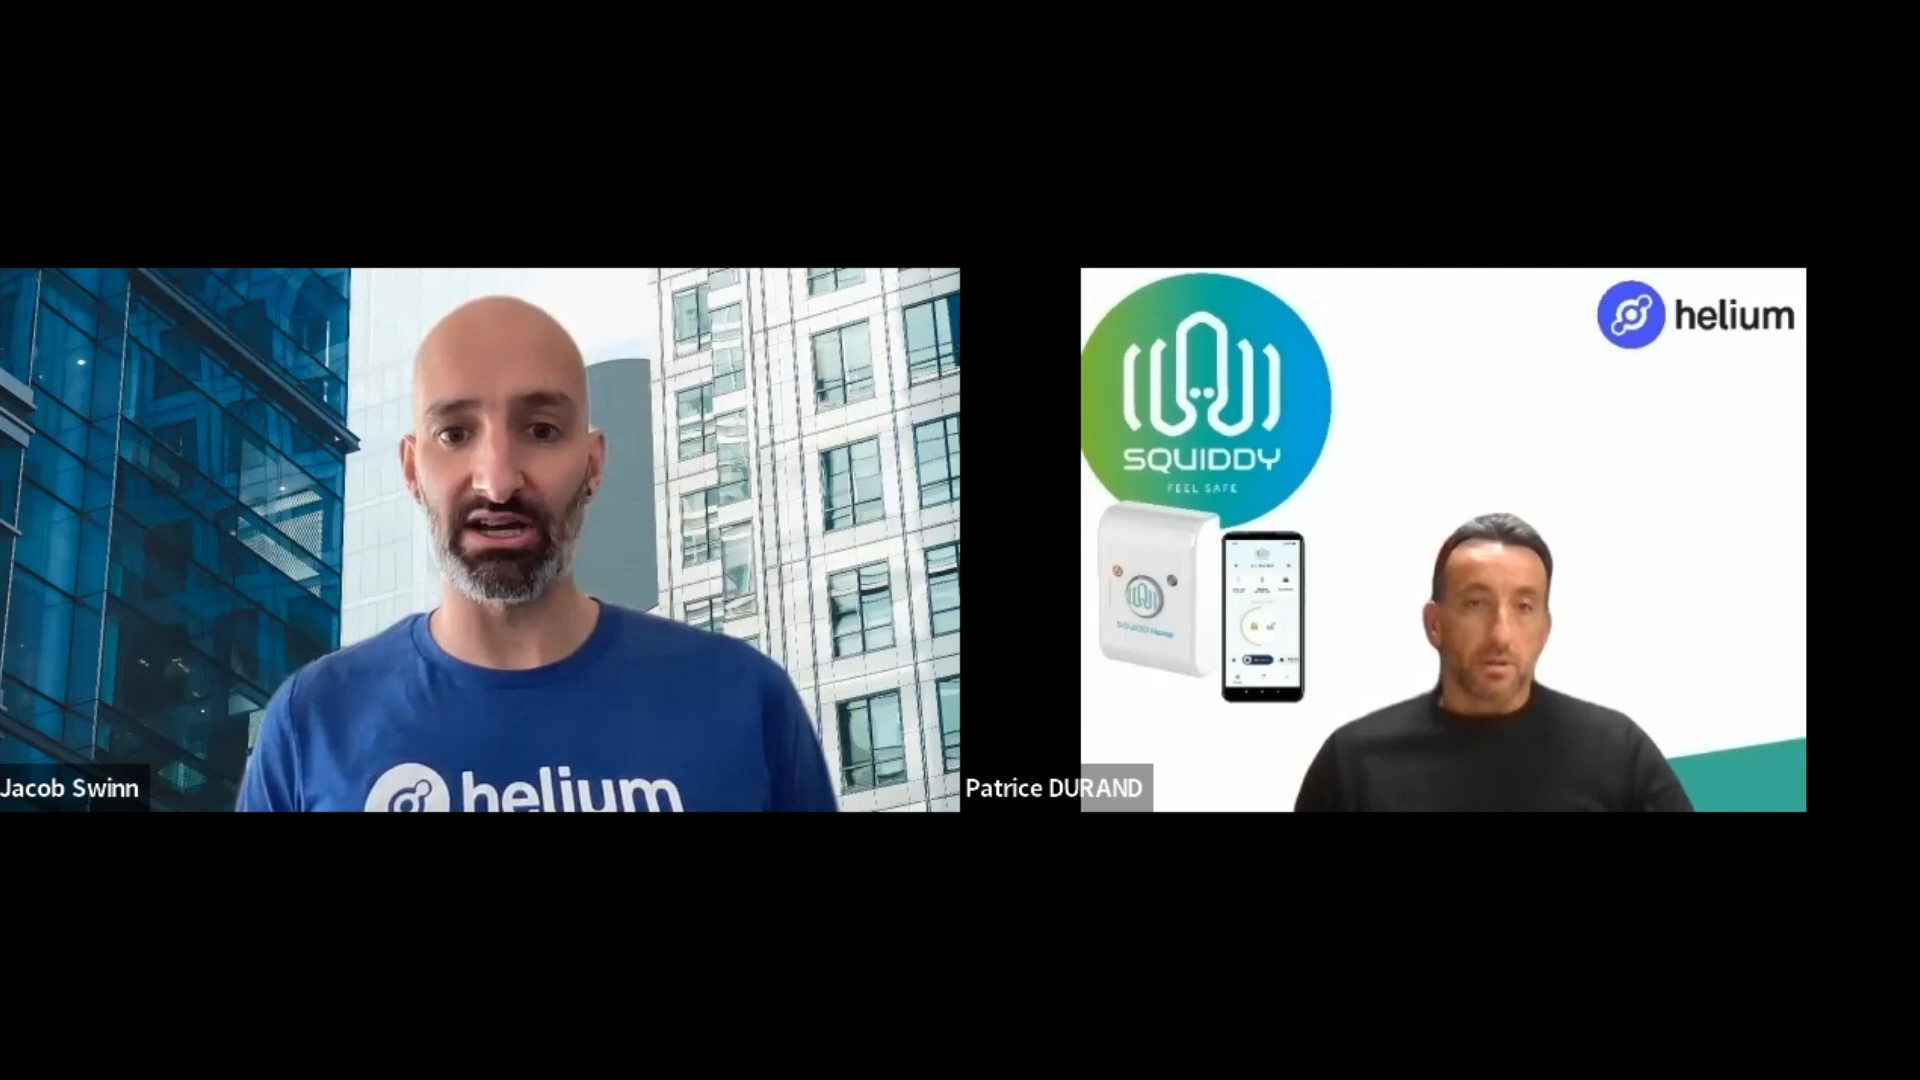 Jacob Swinn
helium
SQUIDDY
FEEL SAFE
helium
Patrice DURAND